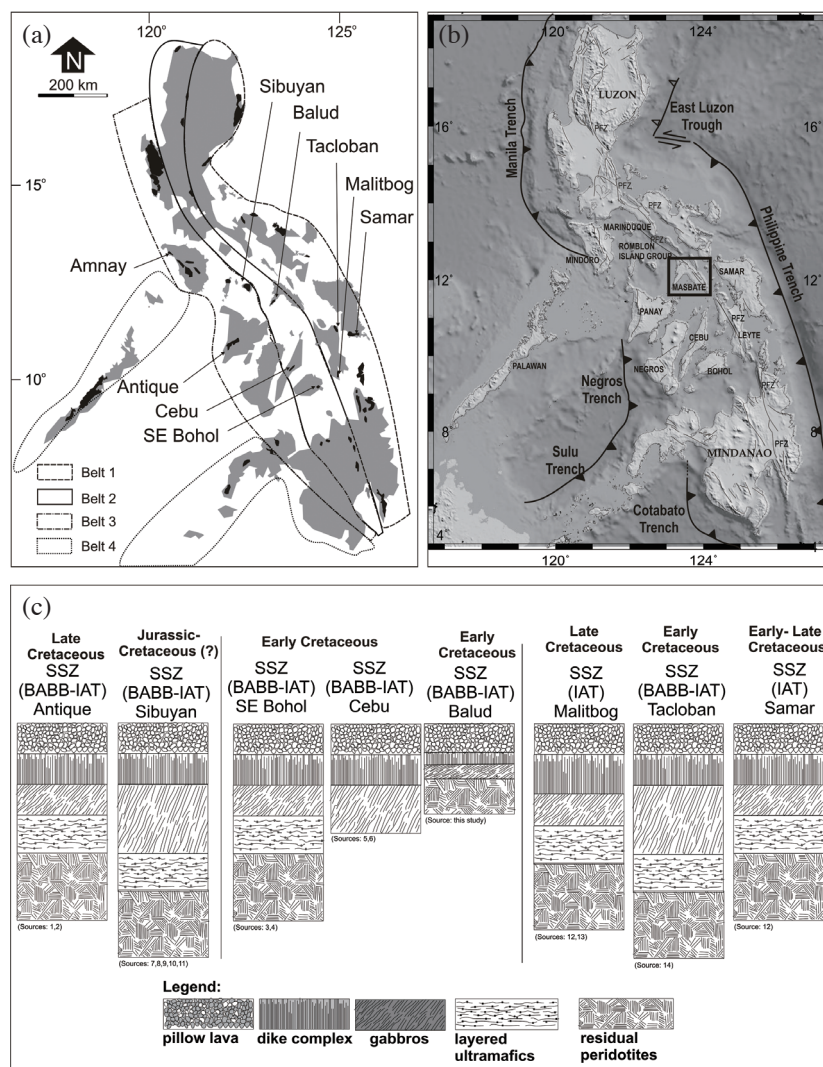 (a)
120°
125°
N
200 km
15°
10°
Sibuyan
Balud
Tacloban
Malitbog
Samar
Amnay
Antique
Cebu
SE Bohol
Belt 1
Belt 2
Belt 3
Belt 4
(b)
120°
124°
16°
12°
8°
4°
8
120°
124°
LUZON
East Luzon
Trough
Manila Trench
Philippine Trench
PFZ
PFZ
PFZ
PFZ
PFZ
PFZ
PFZ
MARINDUQUE
ROMBLON
ISLAND GROUP
MINDORO
MASBATE
SAMAR
PANAY
CEBU
LEYTE
NEGROS
BOHOL
PALAWAN
Negros
Trench
Sulu
Trench
MINDANAO
Cotabato
Trench
(c)
Late
Cretaceous
SSZ
(BABB-IAT)
Antique
(Sources: 1,2)
Jurassic-
Cretaceous (?)
SSZ
(BABB-IAT)
Sibuyan
(Sources: 7,8,9,10,11)
Early Cretaceous
SSZ
(BABB-IAT)
SE Bohol
(Sources: 3,4)
SSZ
(BABB-IAT)
Cebu
(Sources: 5,6)
Early
Cretaceous
SSZ
(BABB-IAT)
Balud
(Source: this study)
Late
Cretaceous
SSZ
(IAT)
Malitbog
(Sources: 12,13)
Early
Cretaceous
SSZ
(BABB-IAT)
Tacloban
(Source: 14)
Early- Late
Cretaceous
SSZ
(IAT)
Samar
(Source: 12)
Legend:
pillow lava
dike complex
gabbros
layered
ultramafics
residual
peridotites